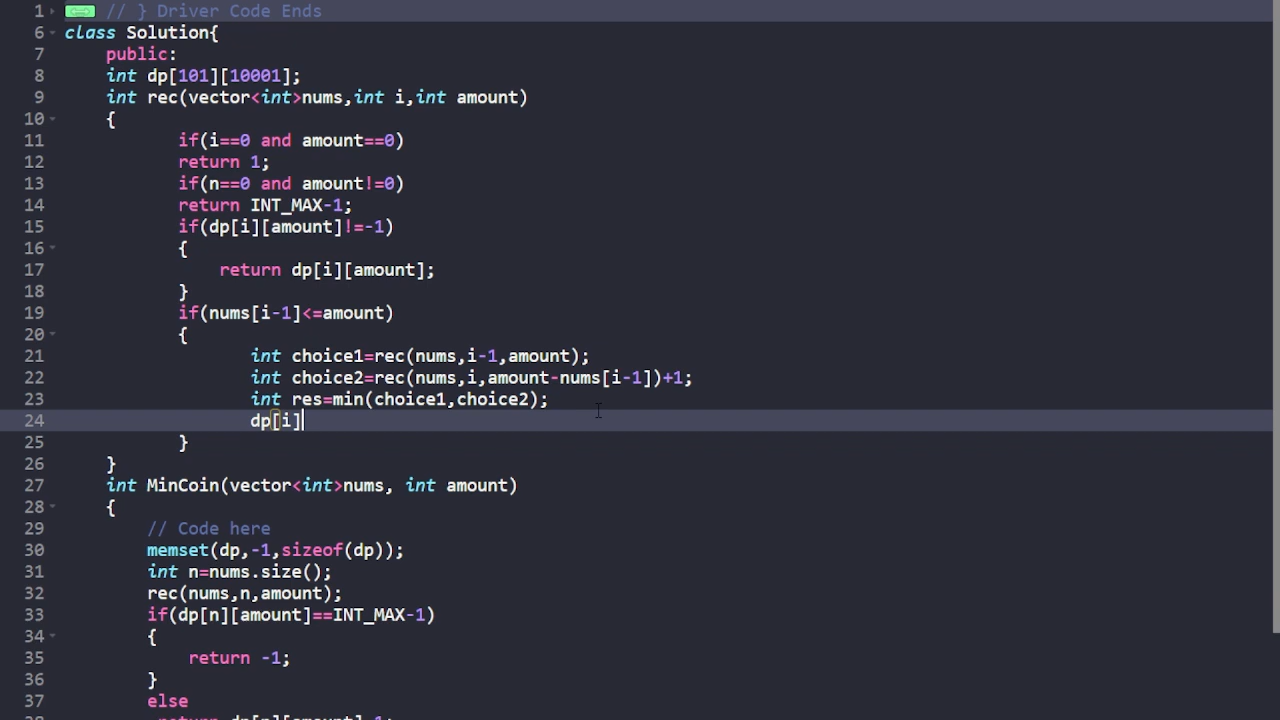 1 // } Driver Code Ends
6 class Solution{
7 public:
8 int dp[101][10001];
9 int rec(vector<int>nums,int i,int amount)
10 {
11 if(i==0 and amount==0)
12 return 1;
13 if(n==0 and amount!=0)
14 return INT_MAX-1;
15 if(dp[i][amount]!=-1)
16 {
17 return dp[i][amount];
18 }
19 if(nums[i-1]<=amount)
20 {
21 int choice1=rec(nums,i-1,amount);
22 int choice2=rec(nums,i,amount-nums[i-1])+1;
23 int res=min(choice1,choice2);
24 dp[i]
25 }
26 }
27 int MinCoin(vector<int>nums, int amount)
28 {
29 // Code here
30 memset(dp,-1,sizeof(dp));
31 int n=nums.size();
32 rec(nums,n,amount);
33 if(dp[n][amount]==INT_MAX-1)
34 {
35 return -1;
36 }
37 else
38 return dp[n][amount]-1;